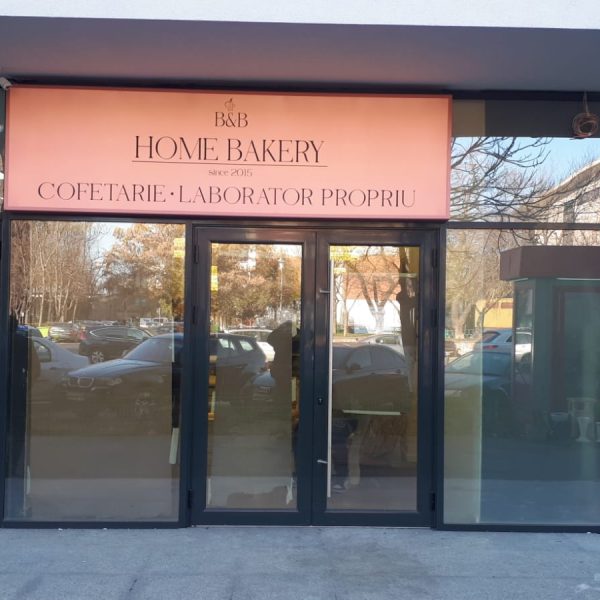 B&B
HOME BAKERY
since 2015
COFETARIE • LABORATOR PROPRIU